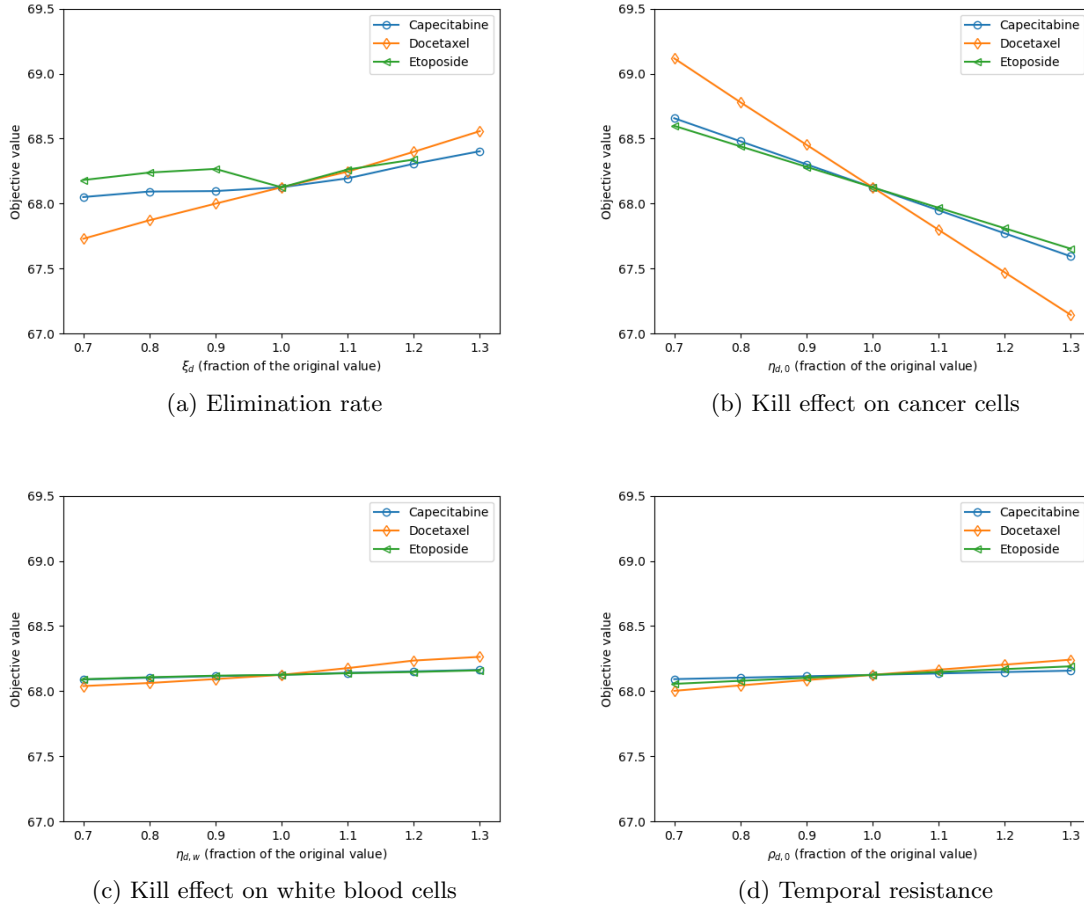 69.5
69.0
68.5
68.0
67.5
67.0
Objective value
Capecitabine
Docetaxel
Etoposide
0.7 0.8 0.9 1.0 1.1 1.2 1.3
ξd (fraction of the original value)
(a) Elimination rate
69.5
69.0
68.5
68.0
67.5
67.0
Objective value
Capecitabine
Docetaxel
Etoposide
0.7 0.8 0.9 1.0 1.1 1.2 1.3
ηd,0 (fraction of the original value)
(b) Kill effect on cancer cells
69.5
69.0
68.5
68.0
67.5
67.0
Objective value
Capecitabine
Docetaxel
Etoposide
0.7 0.8 0.9 1.0 1.1 1.2 1.3
ηd,w (fraction of the original value)
(c) Kill effect on white blood cells
69.5
69.0
68.5
68.0
67.5
67.0
Objective value
Capecitabine
Docetaxel
Etoposide
0.7 0.8 0.9 1.0 1.1 1.2 1.3
ρd,0 (fraction of the original value)
(d) Temporal resistance